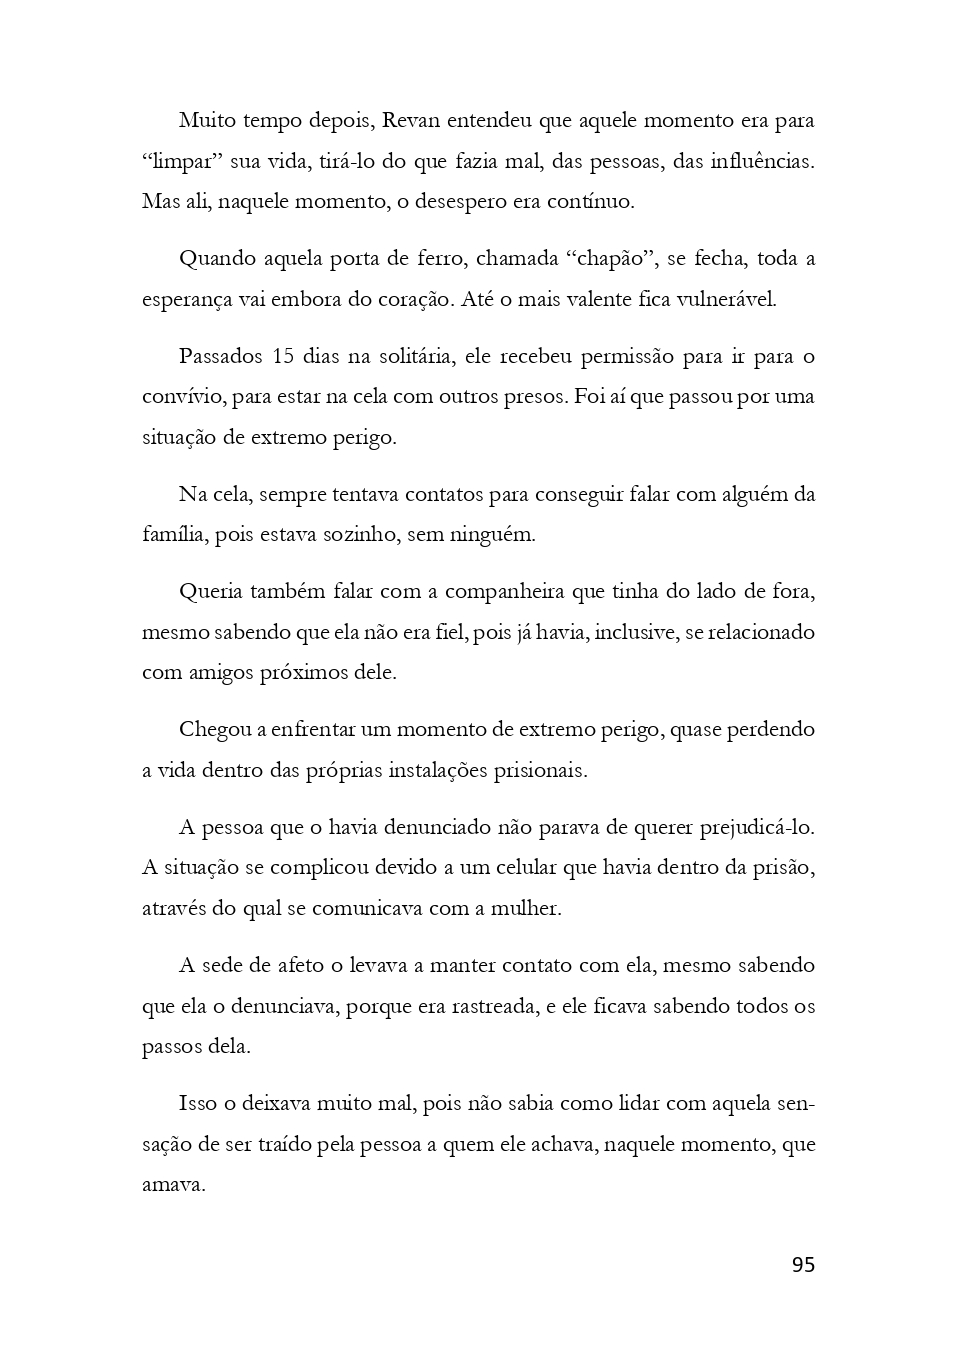 Muito tempo depois, Revan entendeu que aquele momento era para
“limpar” sua vida, tirá-lo do que fazia mal, das pessoas, das influências.
Mas ali, naquele momento, o desespero era contínuo.
Quando aquela porta de ferro, chamada “chapão”, se fecha, toda a
esperança vai embora do coração. Até o mais valente fica vulnerável.
Passados 15 dias na solitária, ele recebeu permissão para ir para o
convívio, para estar na cela com outros presos. Foi aí que passou por uma
situação de extremo perigo.
Na cela, sempre tentava contatos para conseguir falar com alguém da
família, pois estava sozinho, sem ninguém.
Queria também falar com a companheira que tinha do lado de fora,
mesmo sabendo que ela não era fiel, pois já havia, inclusive, se relacionado
com amigos próximos dele.
Chegou a enfrentar um momento de extremo perigo, quase perdendo
a vida dentro das próprias instalações prisionais.
A pessoa que o havia denunciado não parava de querer prejudicá-lo.
A situação se complicou devido a um celular que havia dentro da prisão,
através do qual se comunicava com a mulher.
A sede de afeto o levava a manter contato com ela, mesmo sabendo
que ela o denunciava, porque era rastreada, e ele ficava sabendo todos os
passos dela.
Isso o deixava muito mal, pois não sabia como lidar com aquela sen-
sação de ser traído pela pessoa a quem ele achava, naquele momento, que
amava.
95